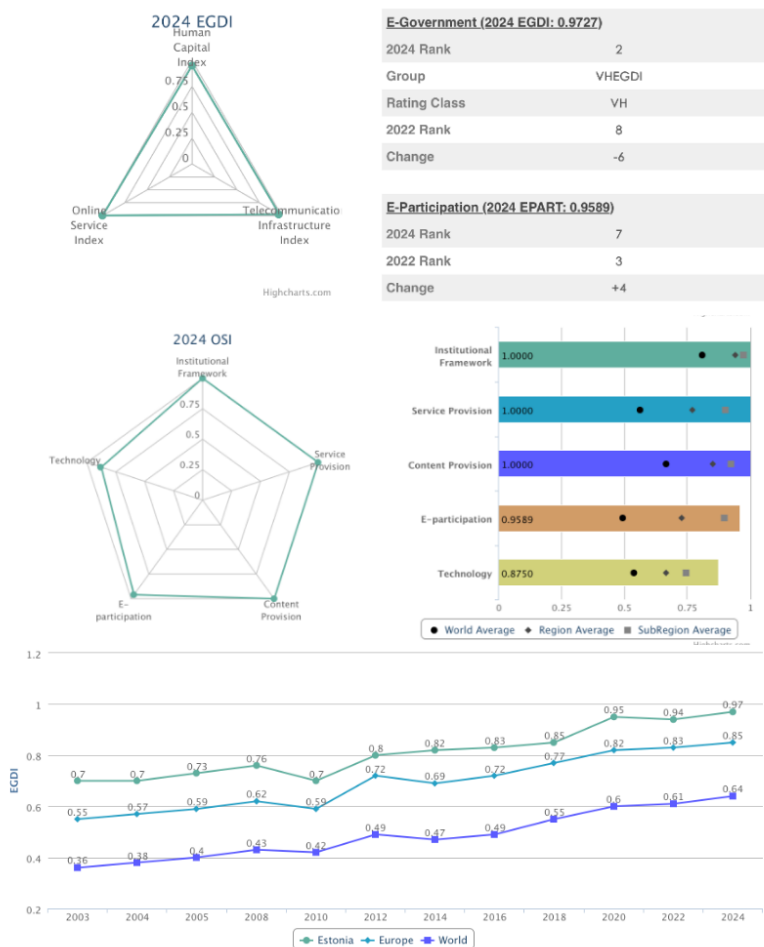 2024 EGDI
Human
Capital
Index
0.75
0.5
0.25
0
Online
Service
Index
Telecommunicatio
Infrastructure
Index
Highcharts.com
E-Government (2024 EGDI: 0.9727)
2024 Rank 2
Group VHEGDI
Rating Class VH
2022 Rank 8
Change -6
E-Participation (2024 EPART: 0.9589)
2024 Rank 7
2022 Rank 3
Change +4
2024 OSI
Institutional
Framework
0.75
0.5
0.25
0
Technology
Service
Provision
E-
participation
Content
Provision
Institutional
Framework
1.0000
Service Provision
1.0000
Content Provision
1.0000
E-participation
0.9589
Technology
0.8750
0 0.25 0.5 0.75 1
World Average Region Average SubRegion Average
Highcharts.com
1.2
1
0.8
0.6
0.4
0.2
EGDI
0.7 0.7 0.73 0.76 0.7 0.8 0.82 0.83 0.85 0.95 0.94 0.97
0.55 0.57 0.59 0.62 0.59 0.72 0.69 0.72 0.77 0.82 0.83 0.85
0.36 0.38 0.4 0.43 0.42 0.49 0.47 0.49 0.55 0.6 0.61 0.64
2003 2004 2005 2008 2010 2012 2014 2016 2018 2020 2022 2024
Estonia Europe World